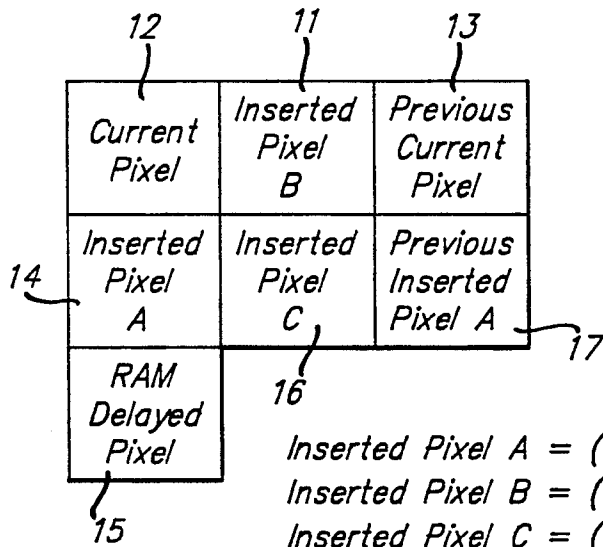 12
11
13
Current
Pixel
Inserted
Pixel
B
Previous
Current
Pixel
14
Inserted
Pixel
A
Inserted
Pixel
C
Previous
Inserted
Pixel A
17
16
RAM
Delayed
Pixel
15
Inserted Pixel A = (
Inserted Pixel B = (
Inserted Pixel C = (